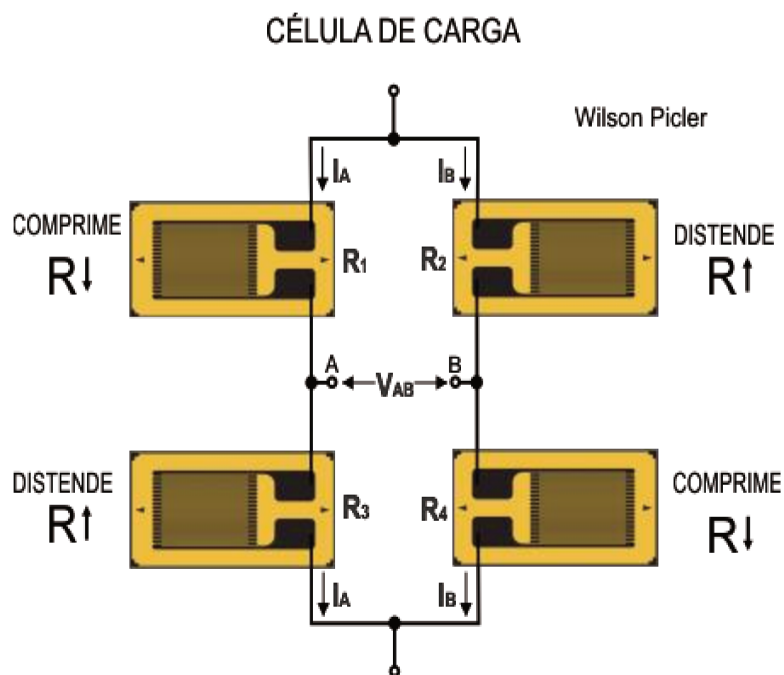 CÉLULA DE CARGA
Wilson Picler
IA
IB
COMPRIME
R↓
R1
R2
DISTENDE
R↑
A
VAB
B
DISTENDE
R↑
R3
R4
COMPRIME
R↓
IA
IB